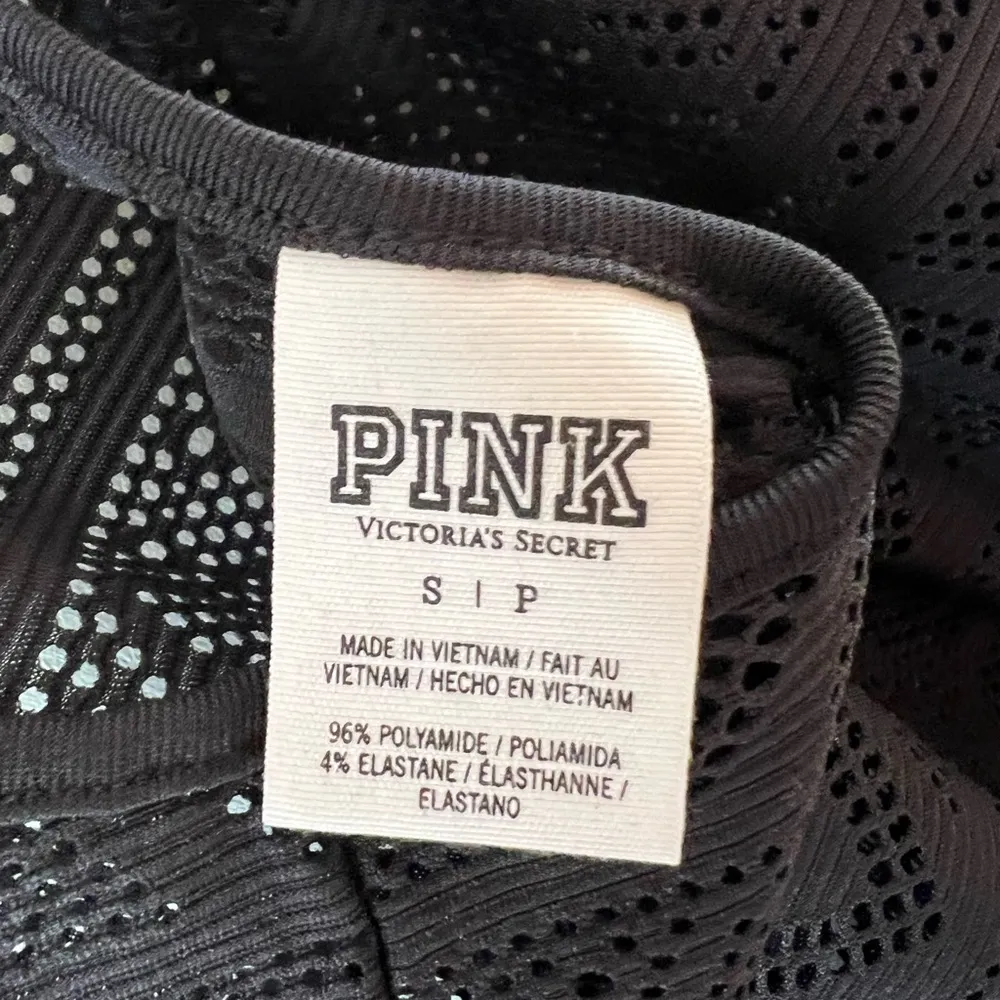 PINK
VICTORIA'S SECRET
S | P
MADE IN VIETNAM / FAIT AU
VIETNAM / HECHO EN VIETNAM
96% POLYAMIDE / POLIAMIDA
4% ELASTANE / ÉLASTHANNE /
ELASTANO